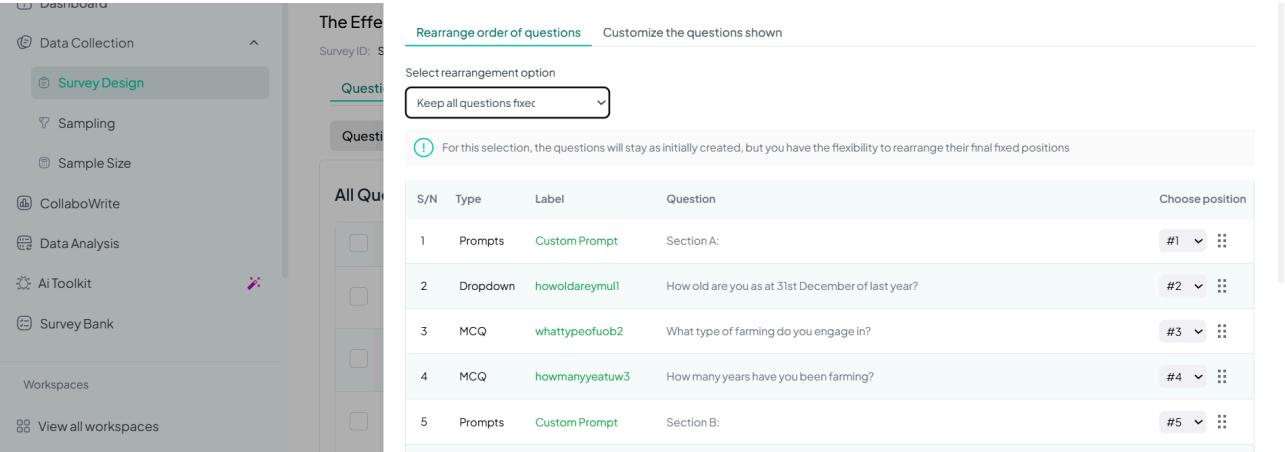 Dashboard
Data Collection
Survey Design
Sampling
Sample Size
CollaboWrite
Data Analysis
Ai Toolkit
Survey Bank
Workspaces
View all workspaces
The Effe
Survey ID: S
Questi
Questi
All Qu
Rearrange order of questions Customize the questions shown
Select rearrangement option
Keep all questions fixed
For this selection, the questions will stay as initially created, but you have the flexibility to rearrange their final fixed positions
S/N Type Label Question Choose position
1 Prompts Custom Prompt Section A: #1
2 Dropdown howoldareymul1 How old are you as at 31st December of last year? #2
3 MCQ whattypeofuob2 What type of farming do you engage in? #3
4 MCQ howmanyyeatuw3 How many years have you been farming? #4
5 Prompts Custom Prompt Section B: #5